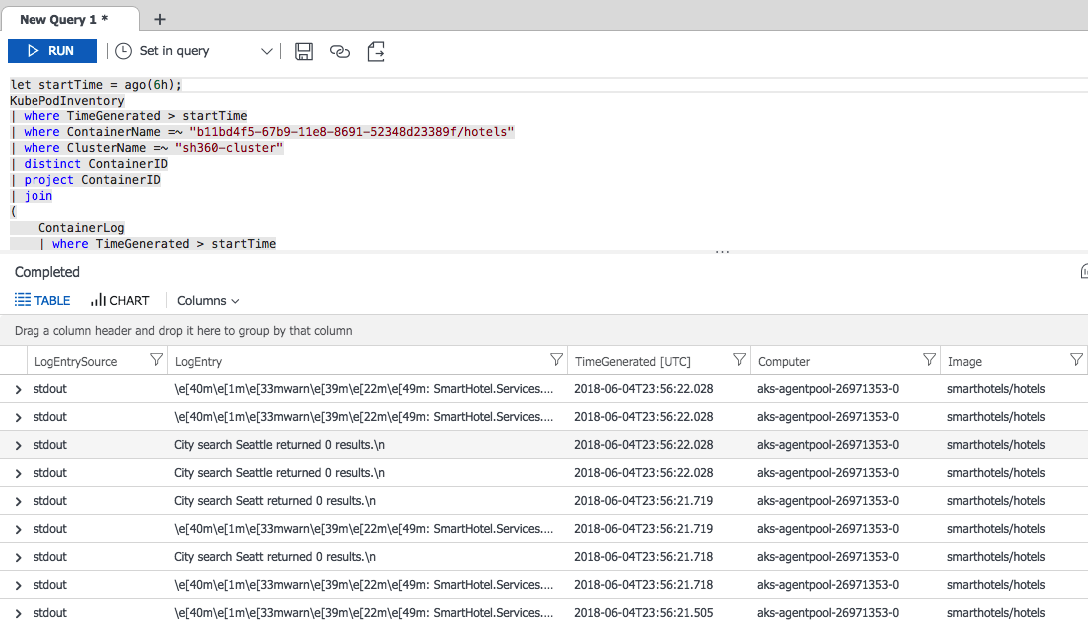 New Query 1 *
+
RUN Set in query
let startTime = ago(6h);
KubePodInventory
| where TimeGenerated > startTime
| where ContainerName =~ "b11bd4f5-67b9-11e8-8691-52348d23389f/hotels"
| where ClusterName =~ "sh360-cluster"
| distinct ContainerID
| project ContainerID
| join
(
    ContainerLog
    | where TimeGenerated > startTime
...
Completed
TABLE CHART Columns
Drag a column header and drop it here to group by that column
LogEntrySource LogEntry TimeGenerated [UTC] Computer Image
stdout \e[40m\e[1m\e[33mwarn\e[39m\e[22m\e[49m: SmartHotel.Services.... 2018-06-04T23:56:22.028 aks-agentpool-26971353-0 smarthotels/hotels
stdout \e[40m\e[1m\e[33mwarn\e[39m\e[22m\e[49m: SmartHotel.Services.... 2018-06-04T23:56:22.028 aks-agentpool-26971353-0 smarthotels/hotels
stdout City search Seattle returned 0 results.\n 2018-06-04T23:56:22.028 aks-agentpool-26971353-0 smarthotels/hotels
stdout City search Seattle returned 0 results.\n 2018-06-04T23:56:22.028 aks-agentpool-26971353-0 smarthotels/hotels
stdout City search Seatt returned 0 results.\n 2018-06-04T23:56:21.719 aks-agentpool-26971353-0 smarthotels/hotels
stdout \e[40m\e[1m\e[33mwarn\e[39m\e[22m\e[49m: SmartHotel.Services.... 2018-06-04T23:56:21.719 aks-agentpool-26971353-0 smarthotels/hotels
stdout City search Seatt returned 0 results.\n 2018-06-04T23:56:21.718 aks-agentpool-26971353-0 smarthotels/hotels
stdout \e[40m\e[1m\e[33mwarn\e[39m\e[22m\e[49m: SmartHotel.Services.... 2018-06-04T23:56:21.718 aks-agentpool-26971353-0 smarthotels/hotels
stdout \e[40m\e[1m\e[33mwarn\e[39m\e[22m\e[49m: SmartHotel.Services.... 2018-06-04T23:56:21.505 aks-agentpool-26971353-0 smarthotels/hotels